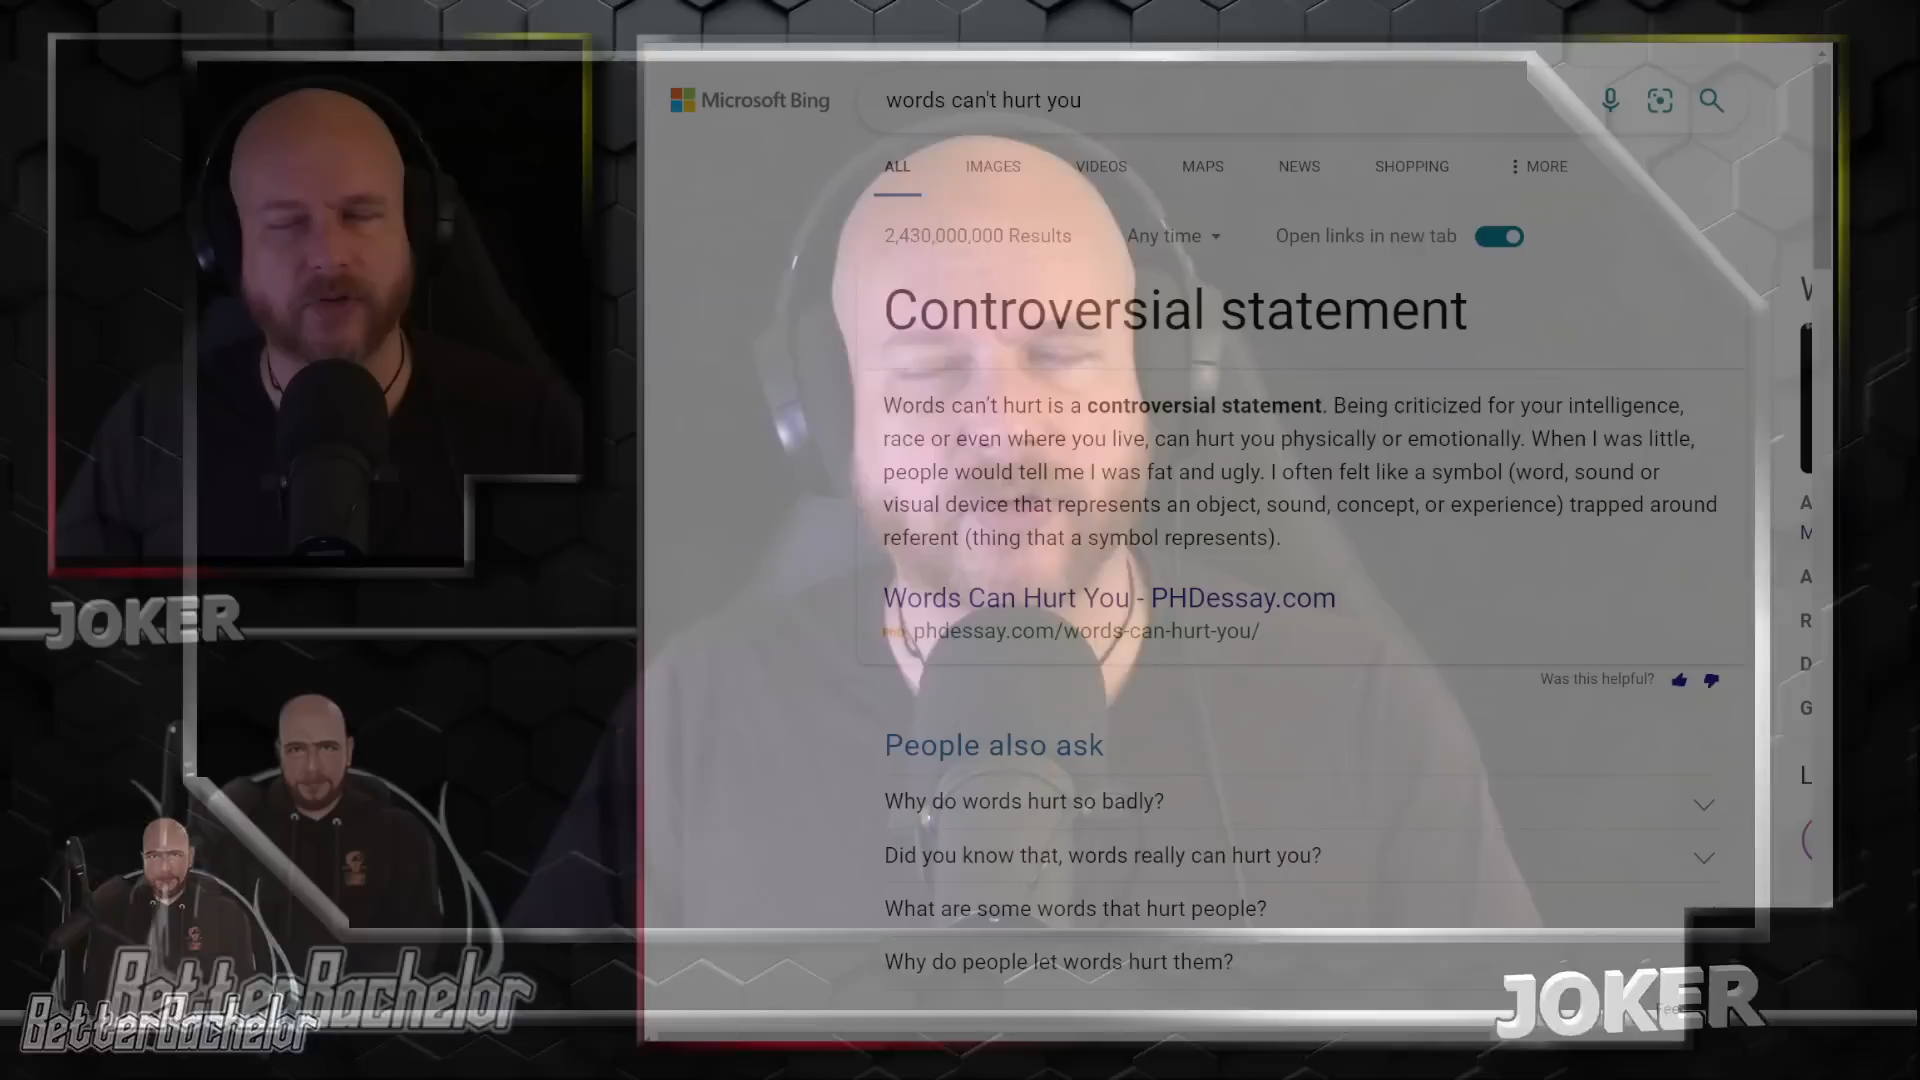 Microsoft Bing
words can't hurt you
ALL IMAGES VIDEOS MAPS NEWS SHOPPING MORE
2,430,000,000 Results Any time Open links in new tab
Controversial statement
Words can't hurt is a controversial statement. Being criticized for your intelligence,
race or even where you live, can hurt you physically or emotionally. When I was little,
people would tell me I was fat and ugly. I often felt like a symbol (word, sound or
visual device that represents an object, sound, concept, or experience) trapped around
referent (thing that a symbol represents).
Words Can Hurt You - PHDessay.com
phdessay.com/words-can-hurt-you/
Was this helpful?
People also ask
Why do words hurt so badly?
Did you know that, words really can hurt you?
What are some words that hurt people?
Why do people let words hurt them?
A
M
A
R
D
G
L
JOKER
BetterBachelor
BetterBachelor
JOKER